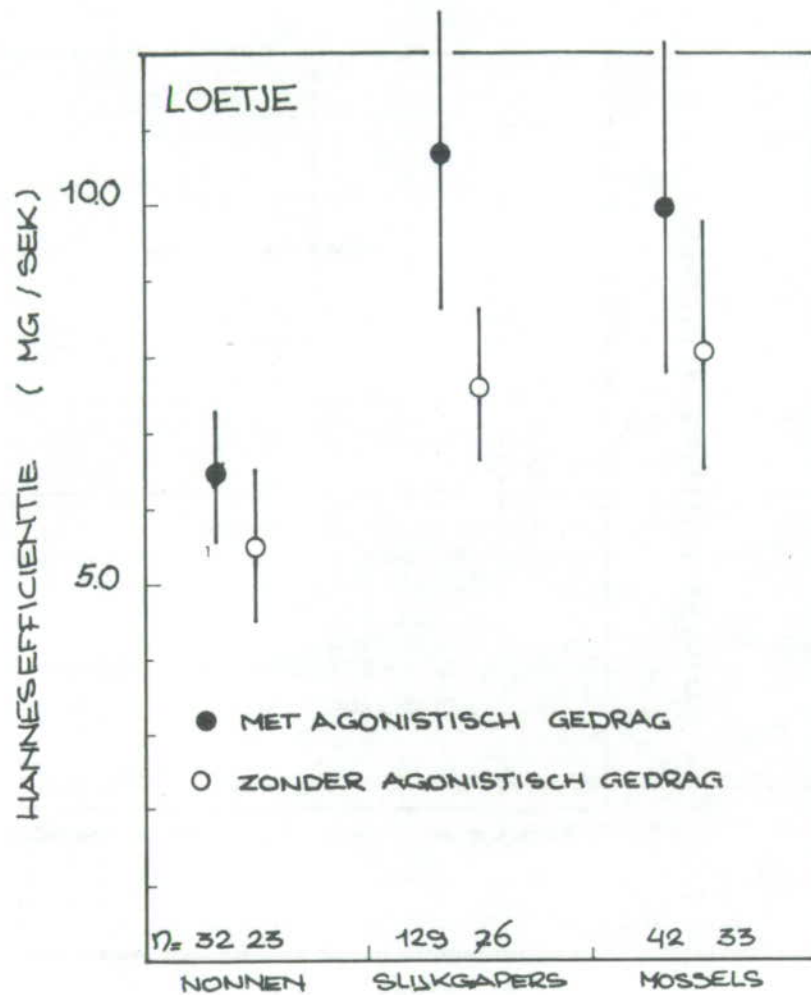 LOETJE
HANNESEFFICIENTIE (MG/SEK)
10.0
5.0
● MET AGONISTISCH GEDRAG
○ ZONDER AGONISTISCH GEDRAG
n= 32 23 129 26 42 33
NONNEN SLIJKGAPERS MOSSELS